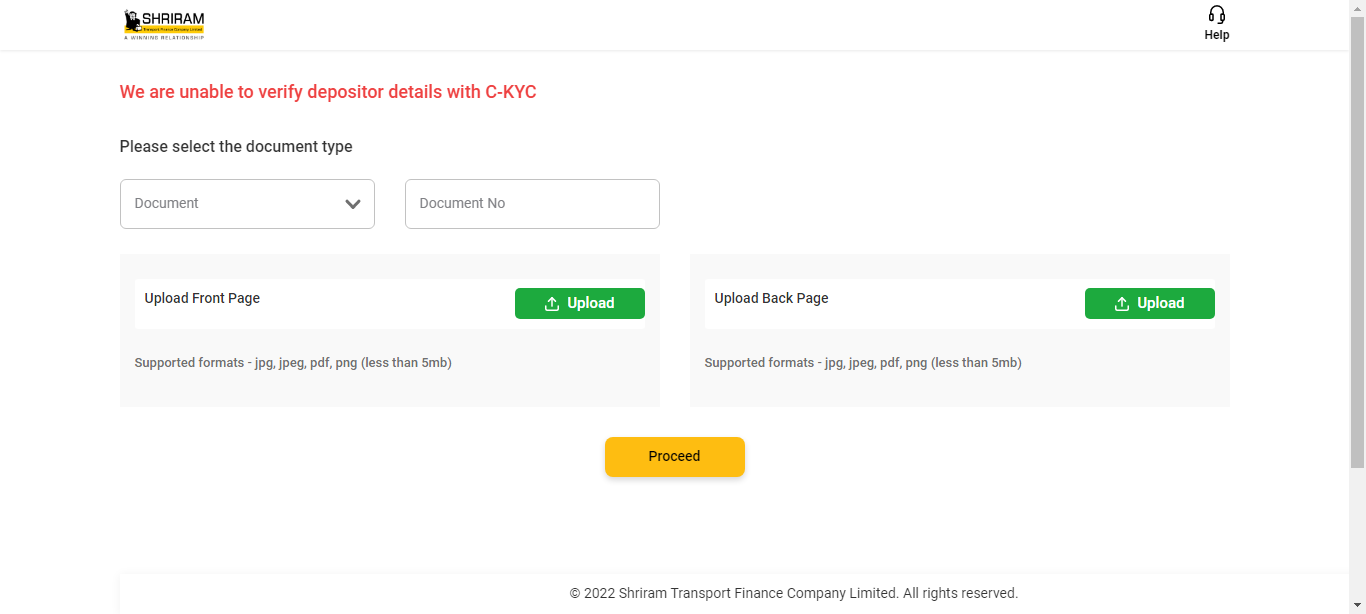 SHRIRAM
Transport Finance Company Limited
A WINNING RELATIONSHIP
Help
We are unable to verify depositor details with C-KYC
Please select the document type
Document
Document No
Upload Front Page
Upload
Upload Back Page
Upload
Supported formats - jpg, jpeg, pdf, png (less than 5mb)
Supported formats - jpg, jpeg, pdf, png (less than 5mb)
Proceed
© 2022 Shriram Transport Finance Company Limited. All rights reserved.